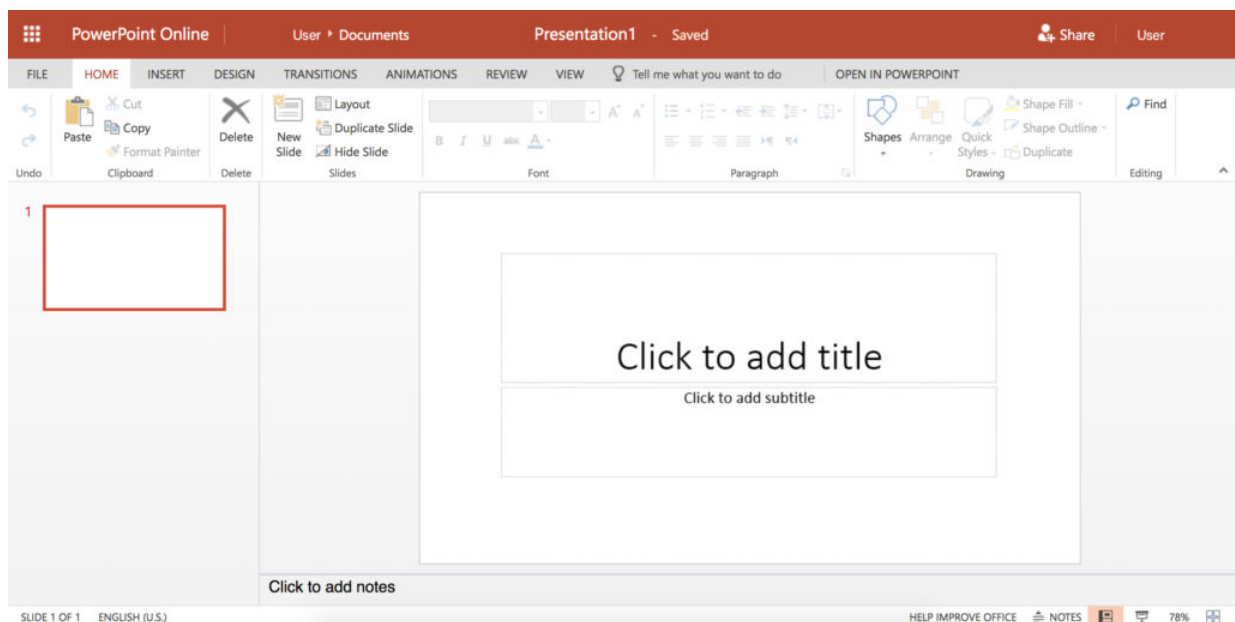 PowerPoint Online User Documents Presentation1 - Saved Share User
FILE HOME INSERT DESIGN TRANSITIONS ANIMATIONS REVIEW VIEW Tell me what you want to do OPEN IN POWERPOINT
Paste
Cut
Copy
Format Painter
Delete
New
Slide
Layout
Duplicate Slide
Hide Slide
B I U abc A
A A
Shapes
Arrange
Quick
Styles
Shape Fill
Shape Outline
Duplicate
Find
Undo Clipboard Delete Slides Font Paragraph Drawing Editing
1
Click to add title
Click to add subtitle
Click to add notes
SLIDE 1 OF 1 ENGLISH (U.S.) HELP IMPROVE OFFICE NOTES 78%